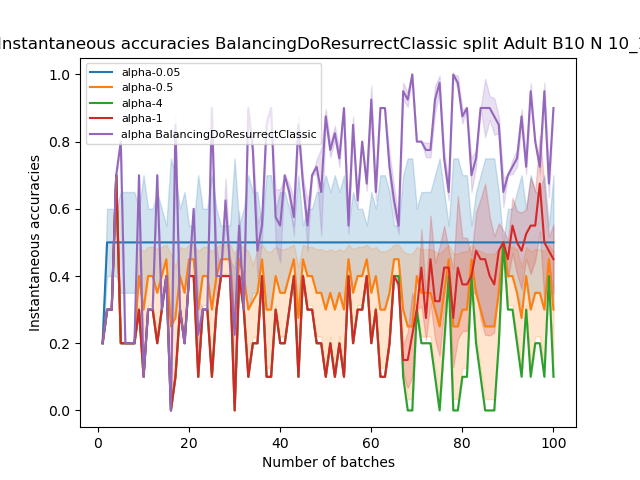 Instantaneous accuracies BalancingDoResurrectClassic split Adult B10 N 10_
alpha-0.05
alpha-0.5
alpha-4
alpha-1
alpha BalancingDoResurrectClassic
Instantaneous accuracies
1.0
0.8
0.6
0.4
0.2
0.0
0 20 40 60 80 100
Number of batches